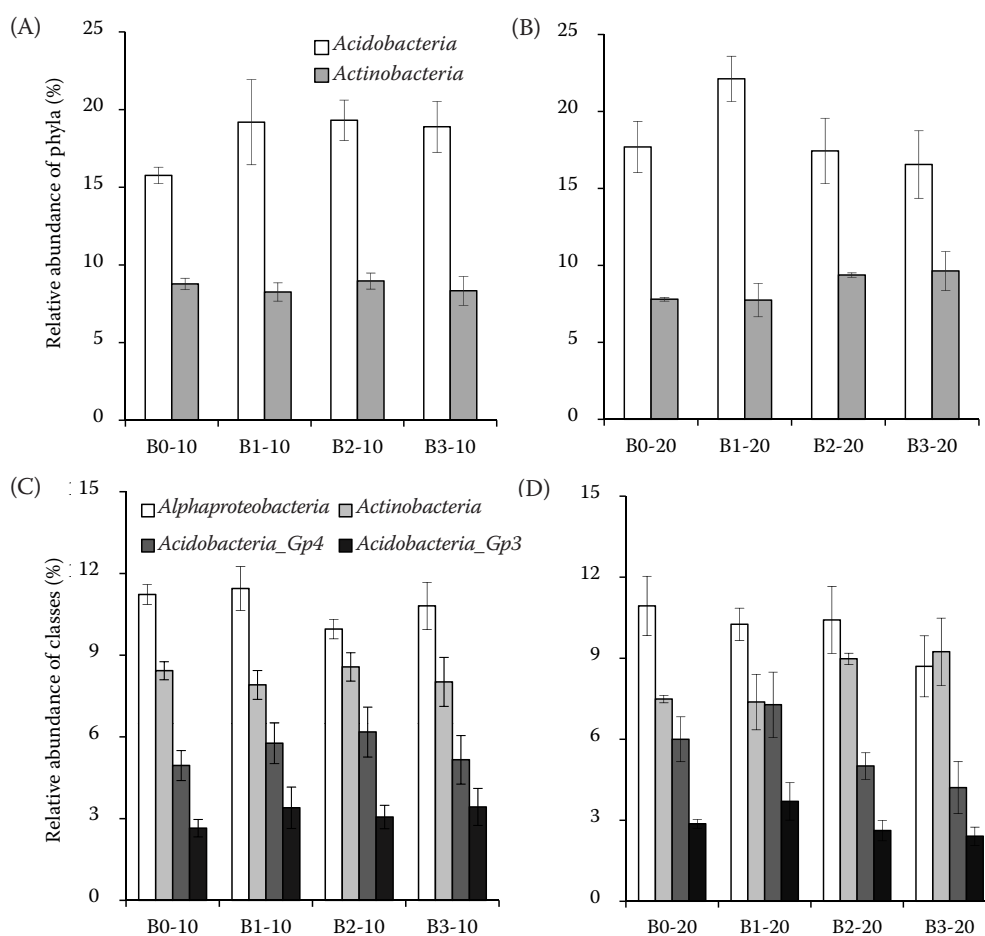 (A)
Relative abundance of phyla (%)
25
20
15
10
5
0
Acidobacteria
Actinobacteria
B0-10 B1-10 B2-10 B3-10
(B)
25
20
15
10
5
0
B0-20 B1-20 B2-20 B3-20
(C)
Relative abundance of classes (%)
15
12
9
6
3
0
Alphaproteobacteria Actinobacteria
Acidobacteria_Gp4 Acidobacteria_Gp3
B0-10 B1-10 B2-10 B3-10
(D)
15
12
9
6
3
0
B0-20 B1-20 B2-20 B3-20